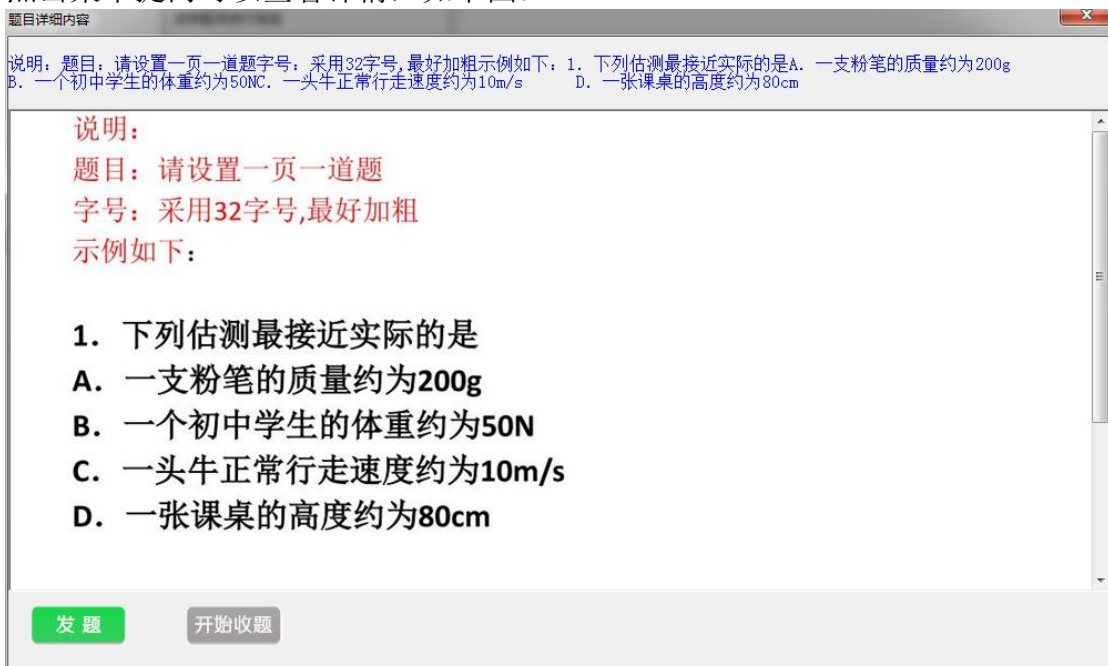 题目详细内容
说明：题目：请设置一页一道题字号：采用32字号,最好加粗示例如下：1. 下列估测最接近实际的是A. 一支粉笔的质量约为200g
B. 一个初中学生的体重约为50NC. 一头牛正常行走速度约为10m/s D. 一张课桌的高度约为80cm
说明：
题目：请设置一页一道题
字号：采用32字号,最好加粗
示例如下：
1. 下列估测最接近实际的是
A. 一支粉笔的质量约为200g
B. 一个初中学生的体重约为50N
C. 一头牛正常行走速度约为10m/s
D. 一张课桌的高度约为80cm
发题 开始收题